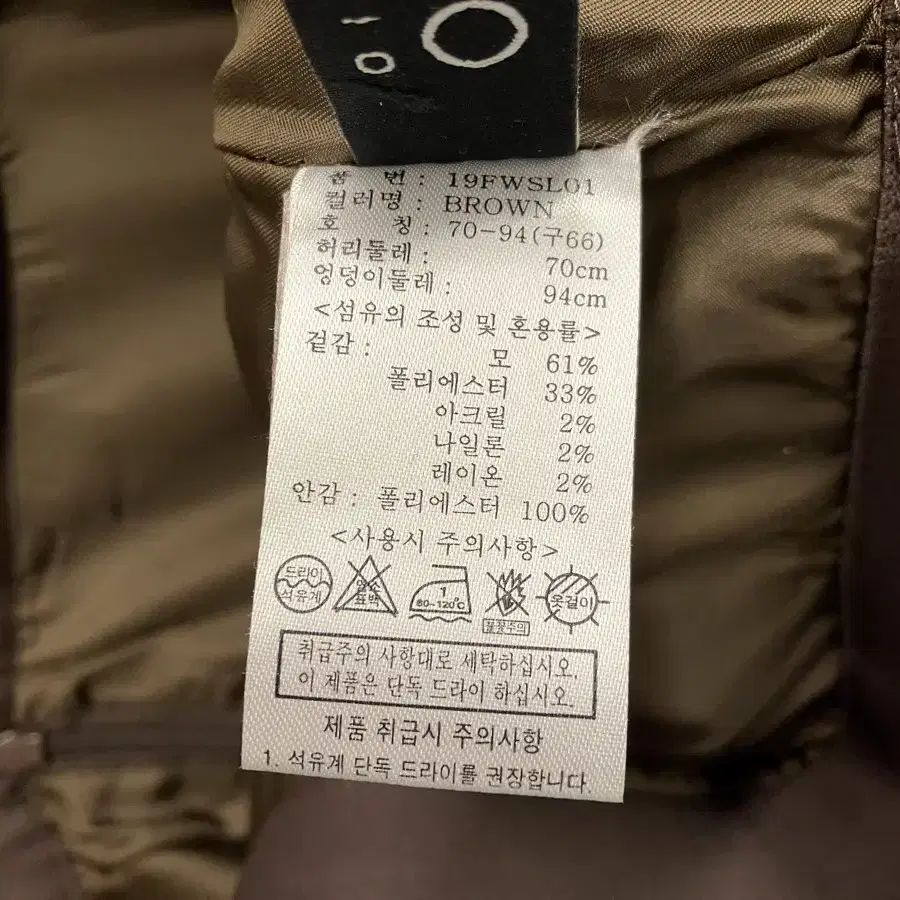 품 번 : 19FWSL01
컬러명 : BROWN
호 칭 : 70-94(구66)
허리둘레 : 70cm
엉덩이둘레 : 94cm
<섬유의 조성 및 혼용률>
겉감 : 모 61%
폴리에스터 33%
아크릴 2%
나일론 2%
레이온 2%
안감 : 폴리에스터 100%
<사용시 주의사항>
드라이 석유계
염소 표백
1 80~120℃
불꽃주의
옷걸이
취급주의 사항대로 세탁하십시오.
이 제품은 단독 드라이 하십시오.
제품 취급시 주의사항
1. 석유계 단독 드라이를 권장합니다.